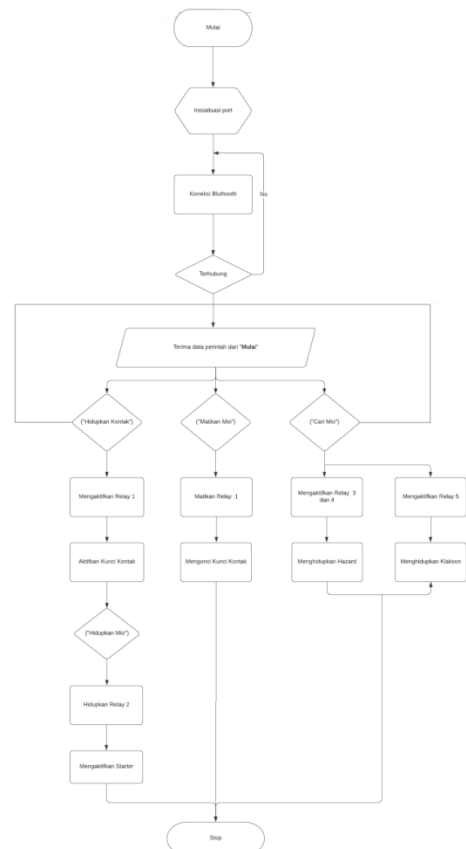 Mulai
Inisialisasi port
Koneksi Bluthooth
No
Terhubung
Terima data perintah dari "Mulai"
("Hidupkan Kontak")
("Matikan Mio")
("Cari Mio")
Mengaktifkan Relay 1
Matikan Relay 1
Mengaktifkan Relay 3
dan 4
Mengaktifkan Relay 5
Aktifkan Kunci Kontak
Mengunci Kunci Kontak
Menghidupkan Hazard
Menghidupkan Klakson
("Hidupkan Mio")
Hidupkan Relay 2
Mengaktifkan Starter
Stop